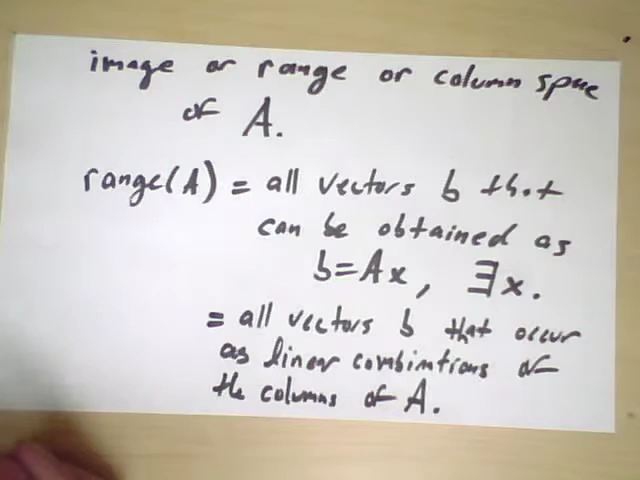 image or range or column space
of A.
range(A) = all vectors b that
can be obtained as
b=Ax, ∃x.
= all vectors b that occur
as linear combimtions of
the columns of A.